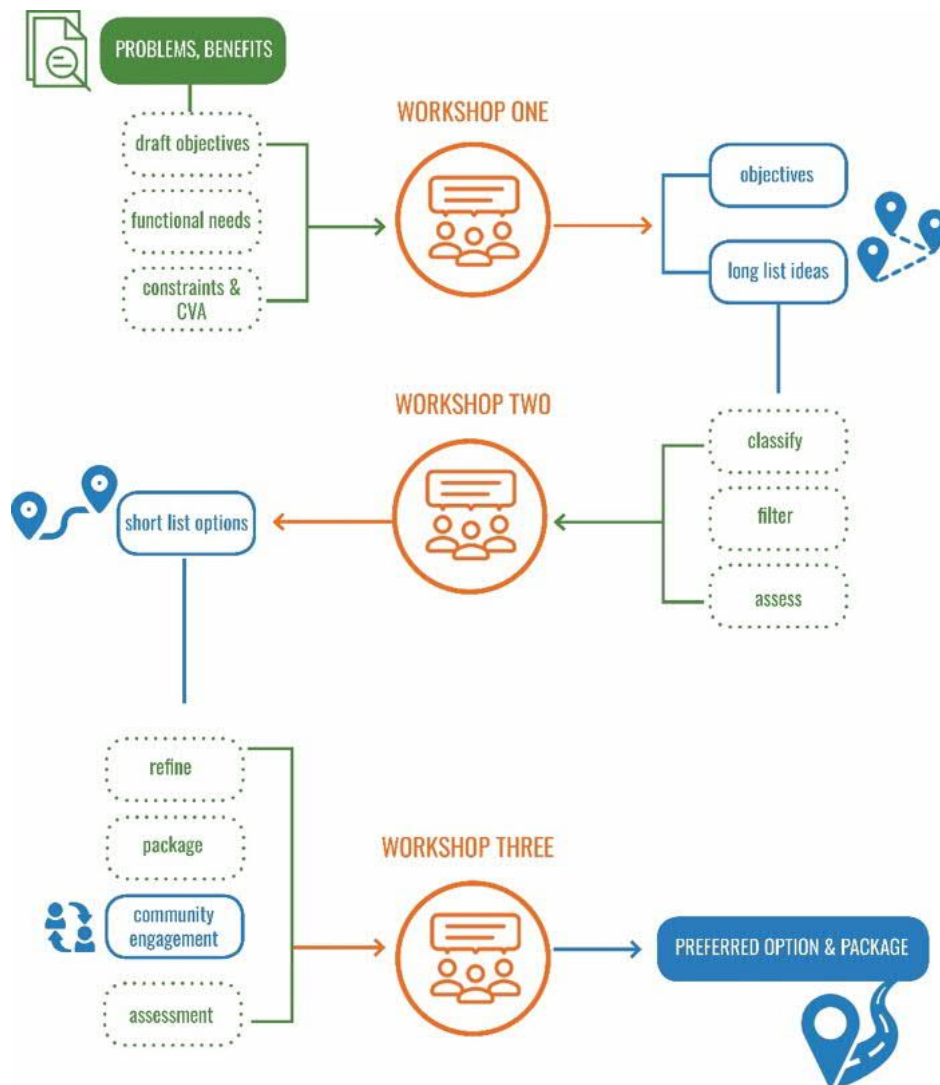 PROBLEMS, BENEFITS
WORKSHOP ONE
draft objectives
functional needs
constraints &
CVA
objectives
long list ideas
WORKSHOP TWO
classify
filter
assess
short list options
refine
package
community
engagement
assessment
WORKSHOP THREE
PREFERRED OPTION & PACKAGE